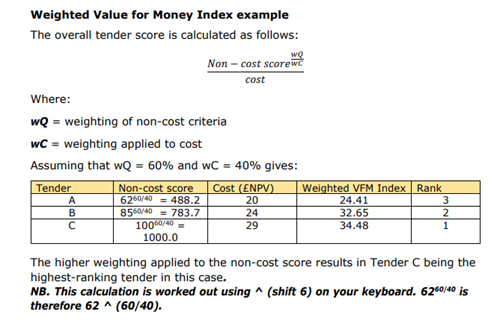 Weighted Value for Money Index example
The overall tender score is calculated as follows:
Non − cost score^(wQ/wC)
cost
Where:
wQ = weighting of non-cost criteria
wC = weighting applied to cost
Assuming that wQ = 60% and wC = 40% gives:
Tender Non-cost score Cost (£NPV) Weighted VFM Index Rank
A 62^60/40 = 488.2 20 24.41 3
B 85^60/40 = 783.7 24 32.65 2
C 100^60/40 = 29 34.48 1
1000.0
The higher weighting applied to the non-cost score results in Tender C being the
highest-ranking tender in this case.
NB. This calculation is worked out using ^ (shift 6) on your keyboard. 62^60/40 is
therefore 62 ^ (60/40).